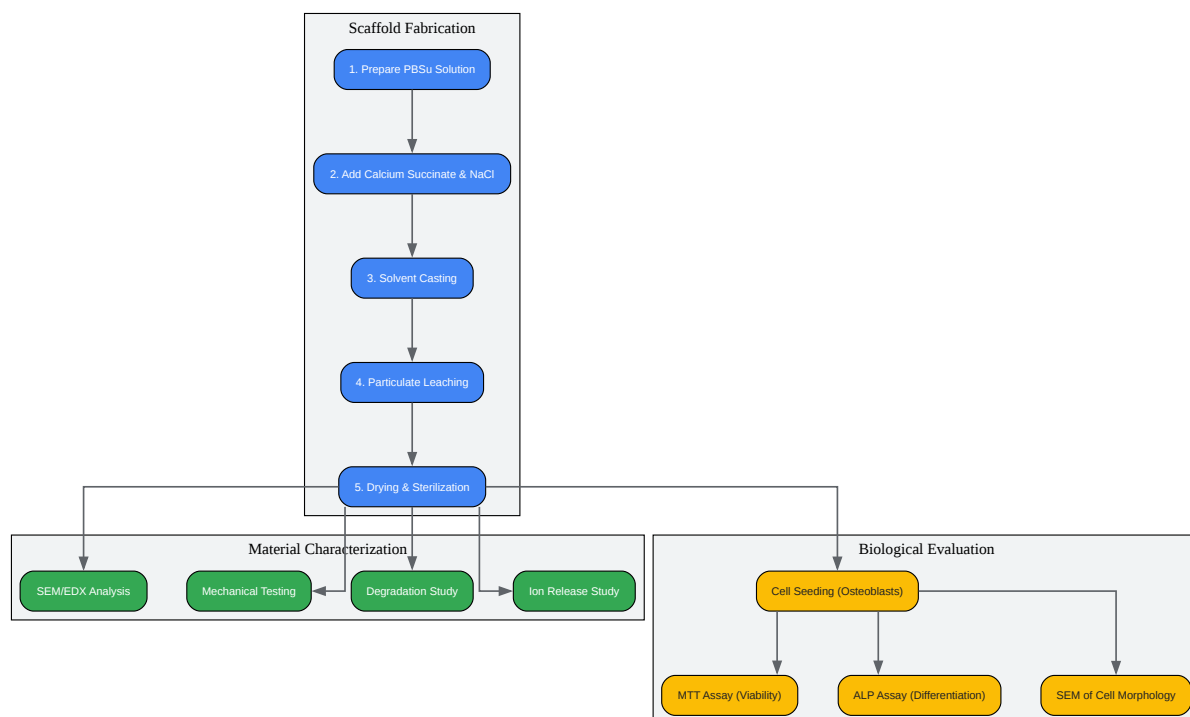 Scaffold Fabrication
1. Prepare PBSu Solution
2. Add Calcium Succinate & NaCl
3. Solvent Casting
4. Particulate Leaching
5. Drying & Sterilization
Material Characterization
SEM/EDX Analysis
Mechanical Testing
Degradation Study
Ion Release Study
Biological Evaluation
Cell Seeding (Osteoblasts)
MTT Assay (Viability)
ALP Assay (Differentiation)
SEM of Cell Morphology